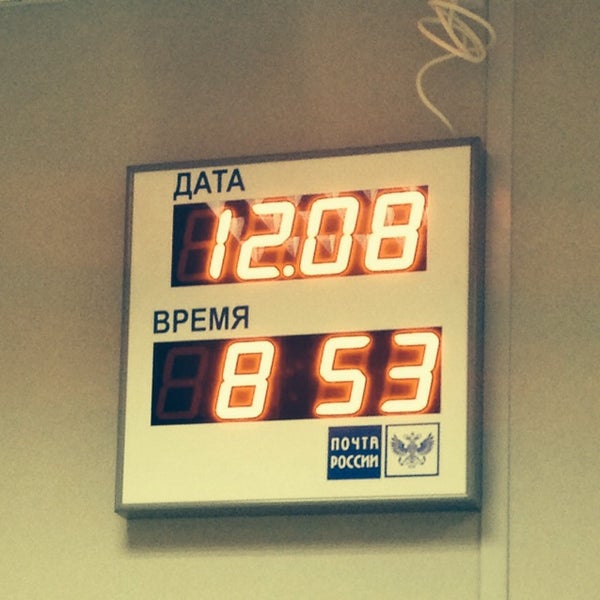 ДАТА
12.08
ВРЕМЯ
8 53
ПОЧТА
РОССИИ